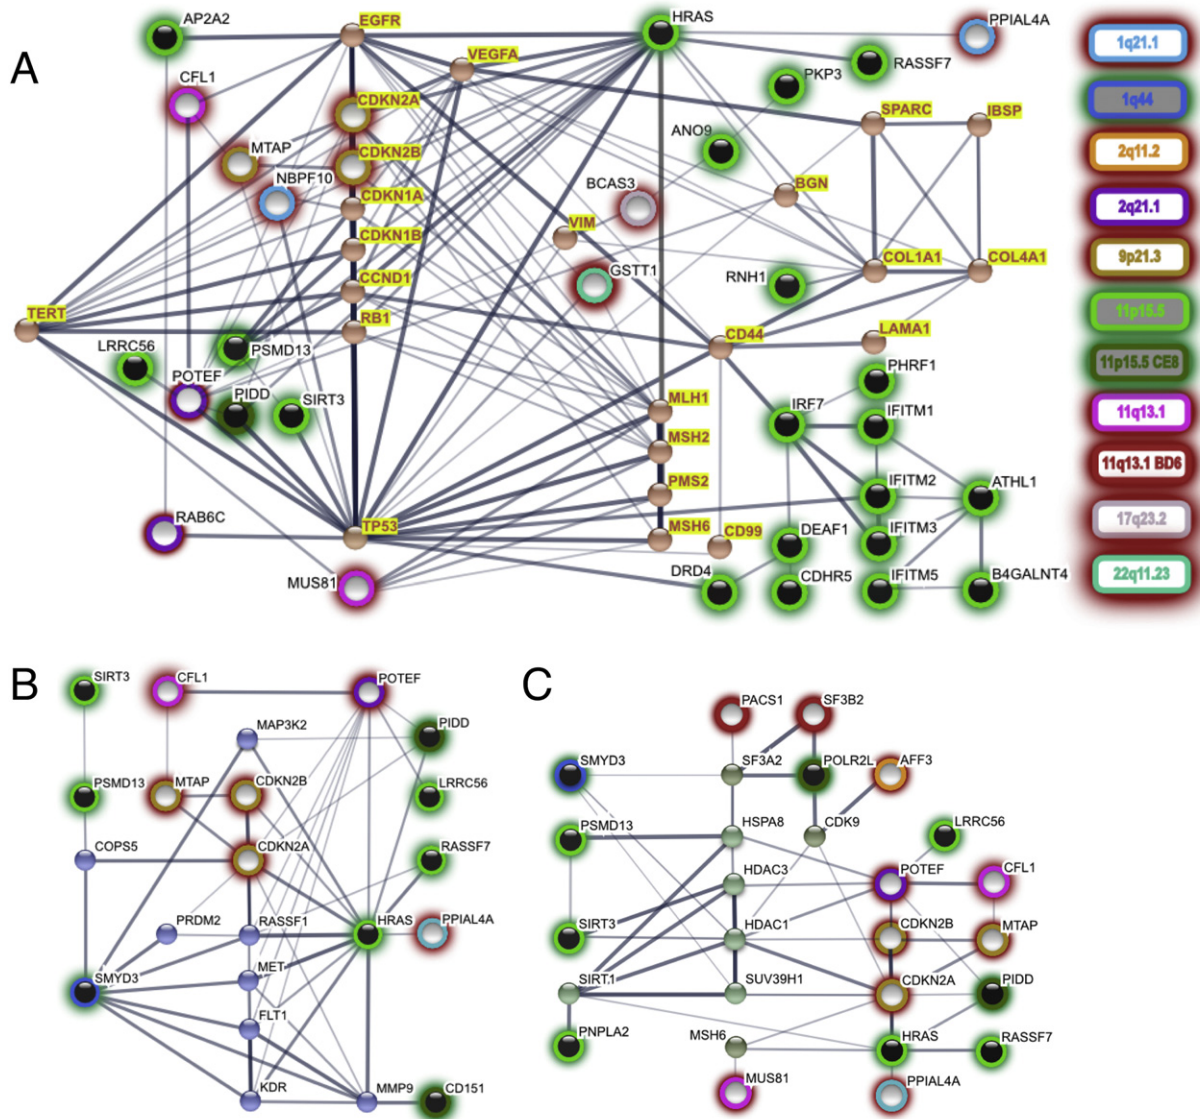 A
AP2A2
EGFR
HRAS
PPIAL4A
1q21.1
VEGFA
RASSF7
CFL1
PKP3
CDKN2A
1q44
SPARC
IBSP
ANO9
MTAP
CDKN2B
2q11.2
NBPF10
BCAS3
BGN
CDKN1A
2q21.1
VIM
CDKN1B
COL1A1
COL4A1
9p21.3
GSTT1
RNH1
CCND1
TERT
RB1
11p15.5
CD44
LAMA1
LRRC56
PSMD13
11p15.5 CE8
POTEF
PHRF1
PIDD
SIRT3
MLH1
IRF7
IFITM1
11q13.1
MSH2
11q13.1 BD6
PMS2
IFITM2
ATHL1
RAB6C
TP53
MSH6
CD99
DEAF1
IFITM3
17q23.2
MUS81
DRD4
CDHR5
IFITM5
B4GALNT4
22q11.23
B
SIRT3
CFL1
POTEF
MAP3K2
PIDD
PSMD13
MTAP
CDKN2B
LRRC56
COPS5
CDKN2A
RASSF7
PRDM2
RASSF1
HRAS
PPIAL4A
SMYD3
MET
FLT1
KDR
MMP9
CD151
C
PACS1
SF3B2
SMYD3
SF3A2
POLR2L
AFF3
PSMD13
HSPA8
CDK9
LRRC56
HDAC3
POTEF
CFL1
SIRT3
HDAC1
CDKN2B
MTAP
SIRT1
SUV39H1
CDKN2A
PIDD
PNPLA2
MSH6
HRAS
RASSF7
MUS81
PPIAL4A